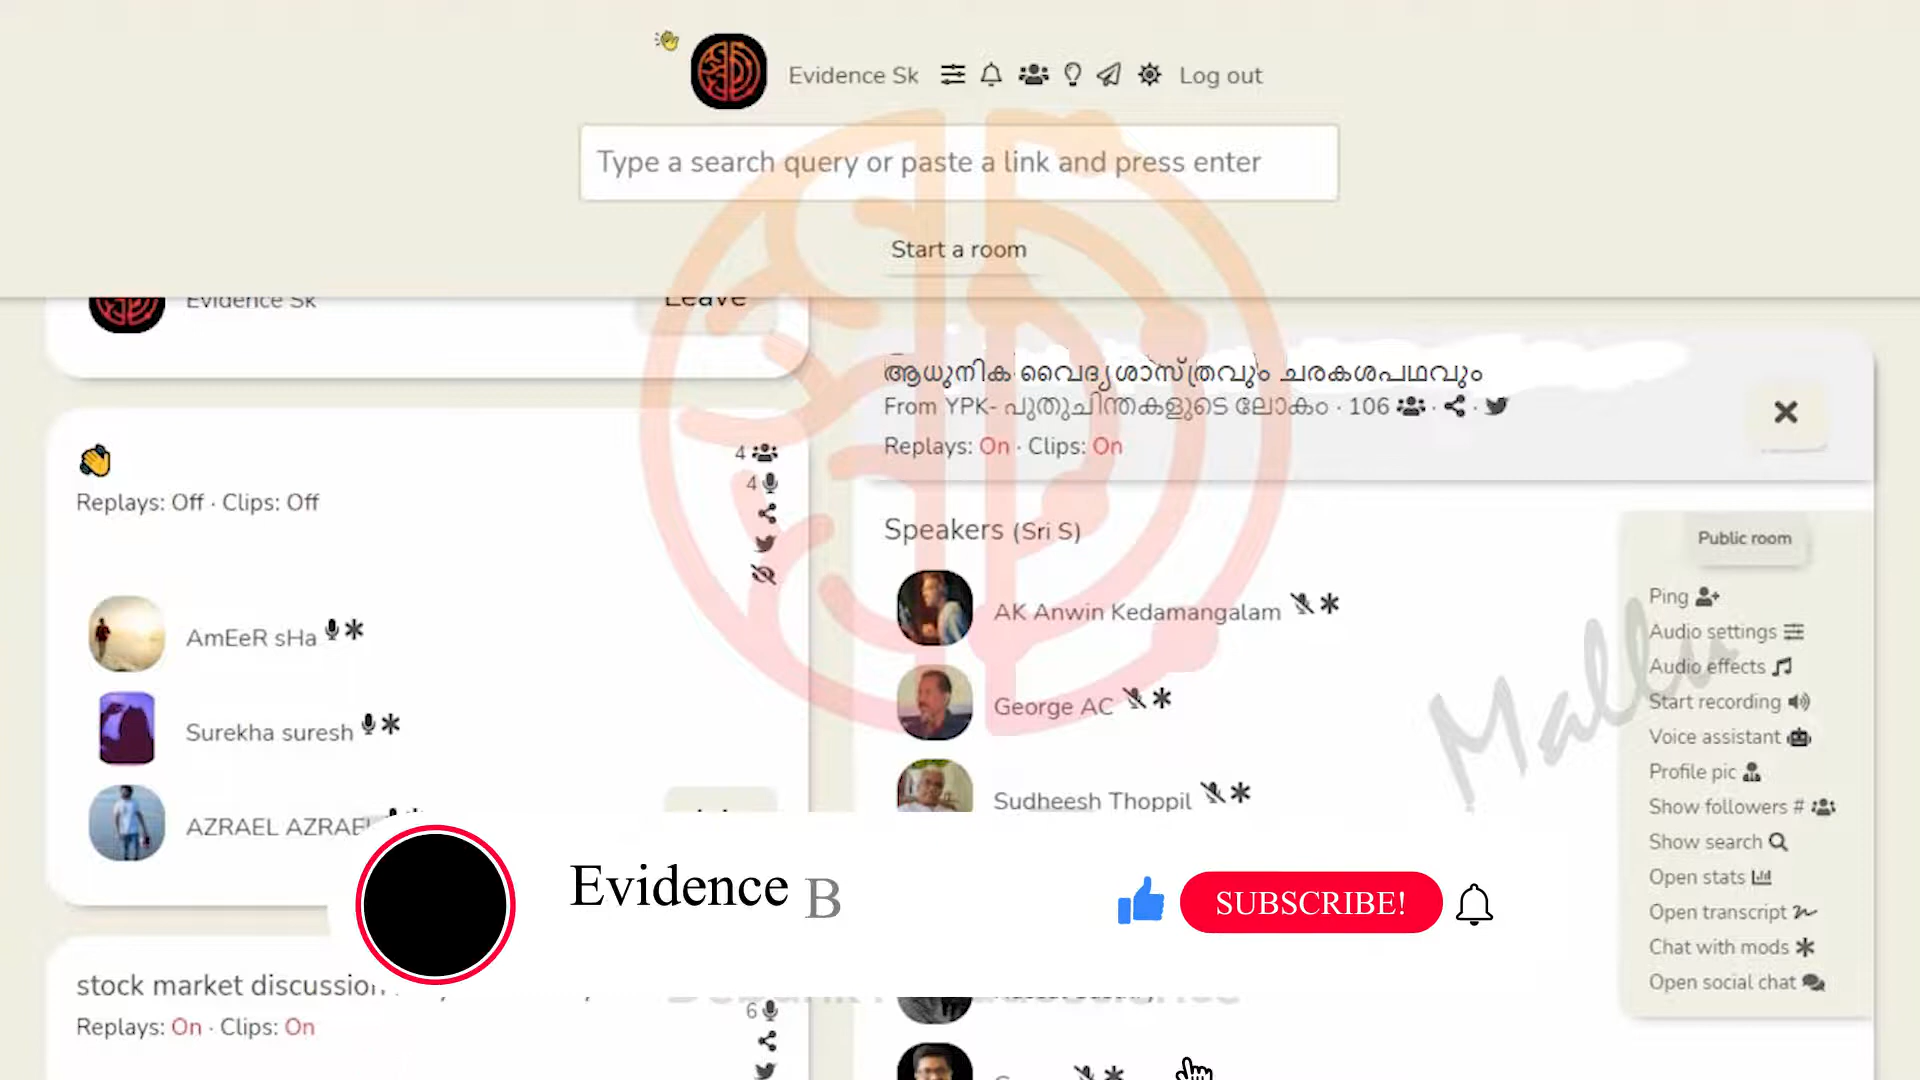 Evidence Sk Log out
Type a search query or paste a link and press enter
Start a room
Evidence Sk
Leave
4
4
Replays: Off · Clips: Off
AmEeR sHa
Surekha suresh
AZRAEL AZRAEL
stock market discussion
Replays: On · Clips: On
6
ആധുനിക വൈദ്യശാസ്ത്രവും ചരകശപഥവും
From YPK- പുതുചിന്തകളുടെ ലോകം · 106
Replays: On · Clips: On
Speakers (Sri S)
AK Anwin Kedamangalam
George AC
Sudheesh Thoppil
Public room
Ping
Audio settings
Audio effects
Start recording
Voice assistant
Profile pic
Show followers #
Show search
Open stats
Open transcript
Chat with mods
Open social chat
Mallu
Evidence B
SUBSCRIBE!